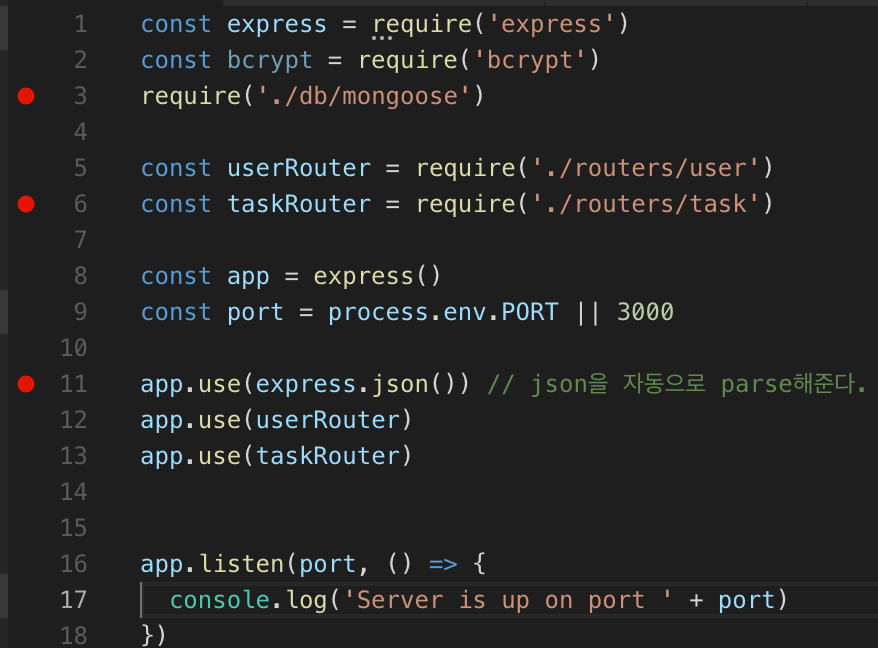 1 const express = require('express')
2 const bcrypt = require('bcrypt')
3 require('./db/mongoose')
4
5 const userRouter = require('./routers/user')
6 const taskRouter = require('./routers/task')
7
8 const app = express()
9 const port = process.env.PORT || 3000
10
11 app.use(express.json()) // json을 자동으로 parse해준다.
12 app.use(userRouter)
13 app.use(taskRouter)
14
15
16 app.listen(port, () => {
17   console.log('Server is up on port ' + port)
18 })